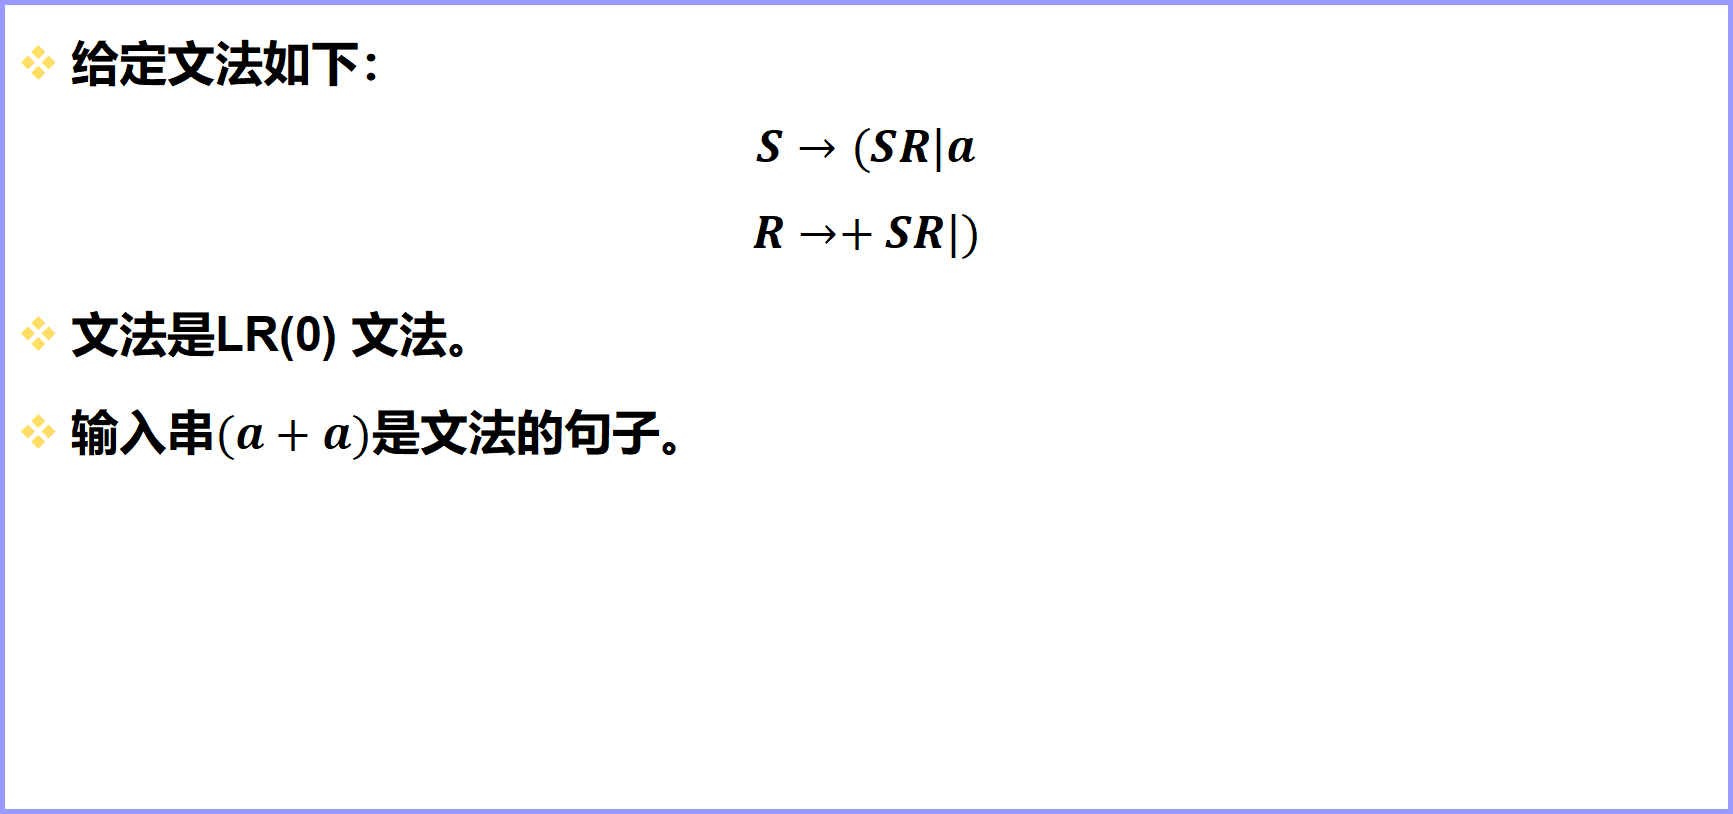 给定文法如下：
S → (SR|a
R →+ SR|)
文法是LR(0) 文法。
输入串(a + a)是文法的句子。